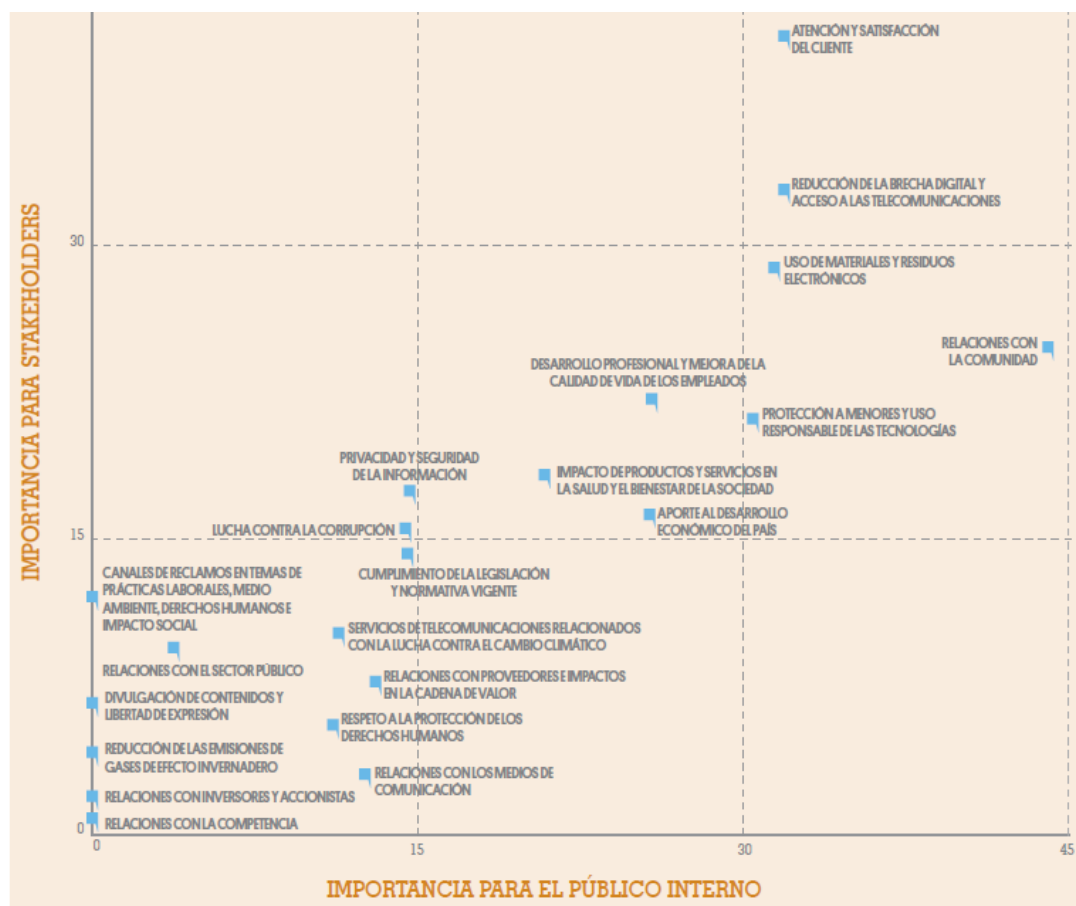 ATENCIÓN Y SATISFACCIÓN
DEL CLIENTE
REDUCCIÓN DE LA BRECHA DIGITAL Y
ACCESO A LAS TELECOMUNICACIONES
30
USO DE MATERIALES Y RESIDUOS
ELECTRÓNICOS
RELACIONES CON
LA COMUNIDAD
DESARROLLO PROFESIONAL Y MEJORA DE LA
CALIDAD DE VIDA DE LOS EMPLEADOS
PROTECCIÓN A MENORES Y USO
RESPONSABLE DE LAS TECNOLOGÍAS
PRIVACIDAD Y SEGURIDAD
DE LA INFORMACIÓN
IMPACTO DE PRODUCTOS Y SERVICIOS EN
LA SALUD Y EL BIENESTAR DE LA SOCIEDAD
APORTE AL DESARROLLO
ECONÓMICO DEL PAÍS
LUCHA CONTRA LA CORRUPCIÓN
15
CUMPLIMIENTO DE LA LEGISLACIÓN
Y NORMATIVA VIGENTE
CANALES DE RECLAMOS EN TEMAS DE
PRÁCTICAS LABORALES, MEDIO
AMBIENTE, DERECHOS HUMANOS E
IMPACTO SOCIAL
SERVICIOS DE TELECOMUNICACIONES RELACIONADOS
CON LA LUCHA CONTRA EL CAMBIO CLIMÁTICO
RELACIONES CON EL SECTOR PÚBLICO
RELACIONES CON PROVEEDORES E IMPACTOS
EN LA CADENA DE VALOR
DIVULGACIÓN DE CONTENIDOS Y
LIBERTAD DE EXPRESIÓN
RESPETO A LA PROTECCIÓN DE LOS
DERECHOS HUMANOS
REDUCCIÓN DE LAS EMISIONES DE
GASES DE EFECTO INVERNADERO
RELACIONES CON LOS MEDIOS DE
COMUNICACIÓN
RELACIONES CON INVERSORES Y ACCIONISTAS
RELACIONES CON LA COMPETENCIA
0
0
15
30
45
IMPORTANCIA PARA STAKEHOLDERS
IMPORTANCIA PARA EL PÚBLICO INTERNO